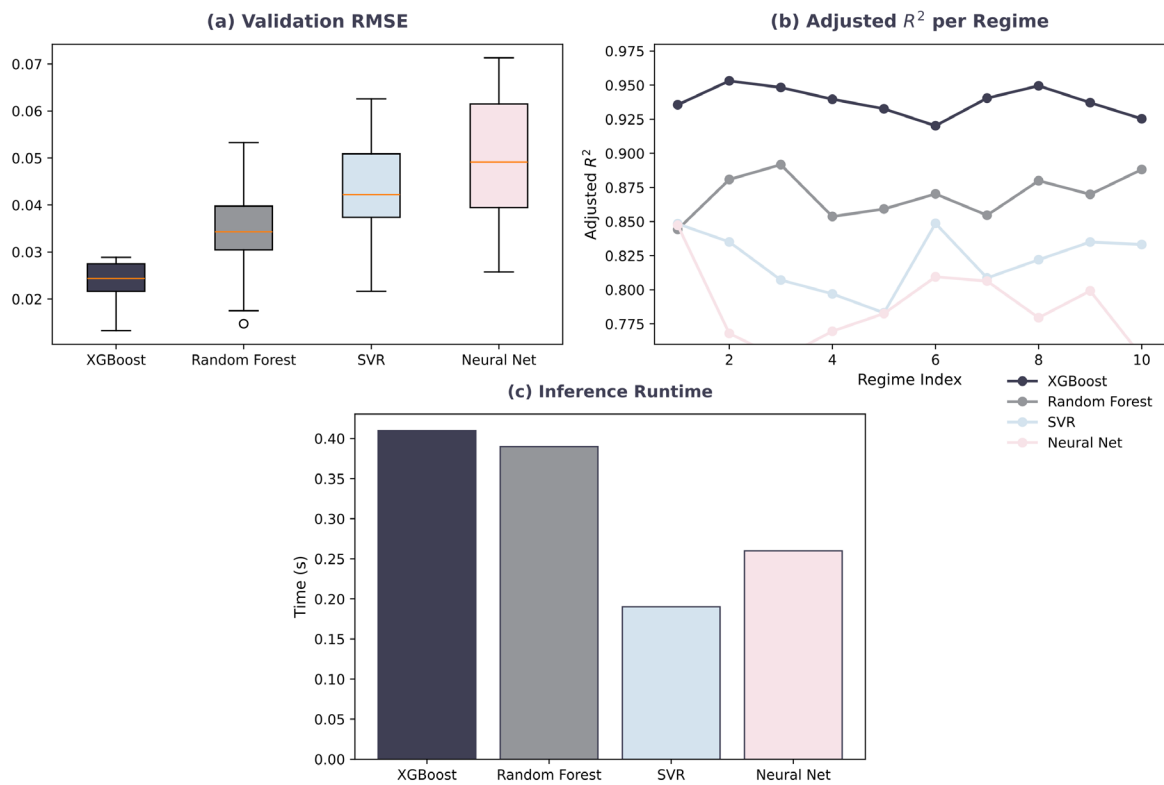 (a) Validation RMSE
0.07
0.06
0.05
0.04
0.03
0.02
XGBoost
Random Forest
SVR
Neural Net
(b) Adjusted R² per Regime
Adjusted R²
0.975
0.950
0.925
0.900
0.875
0.850
0.825
0.800
0.775
2
4
6
8
10
Regime Index
XGBoost
Random Forest
SVR
Neural Net
(c) Inference Runtime
Time (s)
0.40
0.35
0.30
0.25
0.20
0.15
0.10
0.05
0.00
XGBoost
Random Forest
SVR
Neural Net